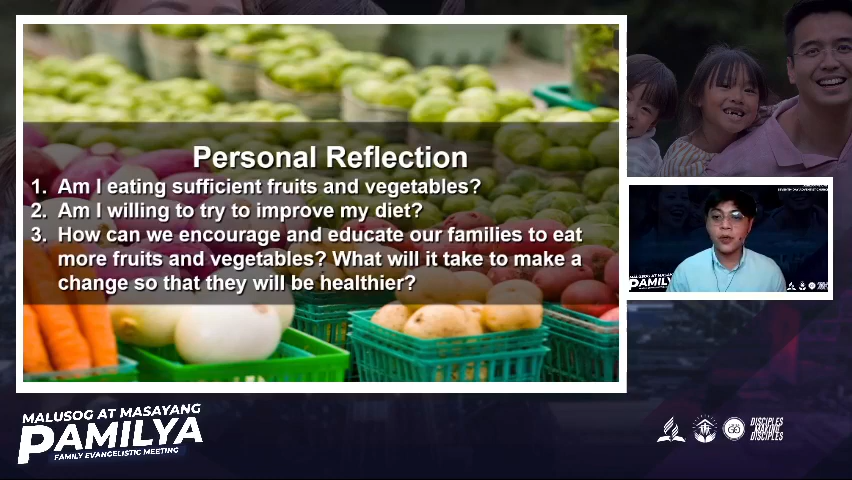 Personal Reflection
1. Am I eating sufficient fruits and vegetables?
2. Am I willing to try to improve my diet?
3. How can we encourage and educate our families to eat
more fruits and vegetables? What will it take to make a
change so that they will be healthier?
MALUSOG AT MASAYANG
PAMILYA
FAMILY EVANGELISTIC MEETING
DISCIPLES
MAKING
DISCIPLES